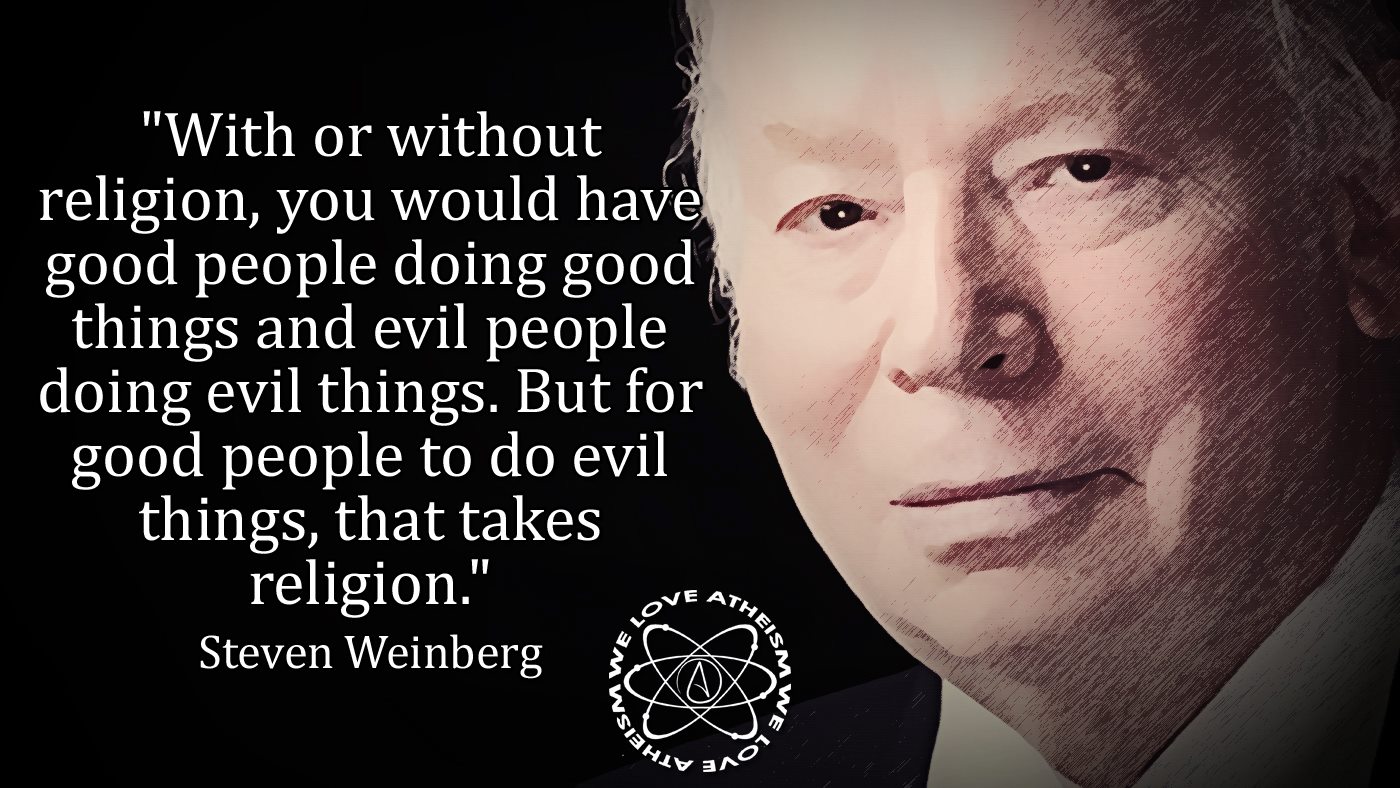 "With or without
religion, you would have
good people doing good
things and evil people
doing evil things. But for
good people to do evil
things, that takes
religion."
Steven Weinberg
WE LOVE ATHEISM WE LOVE ATHEISM